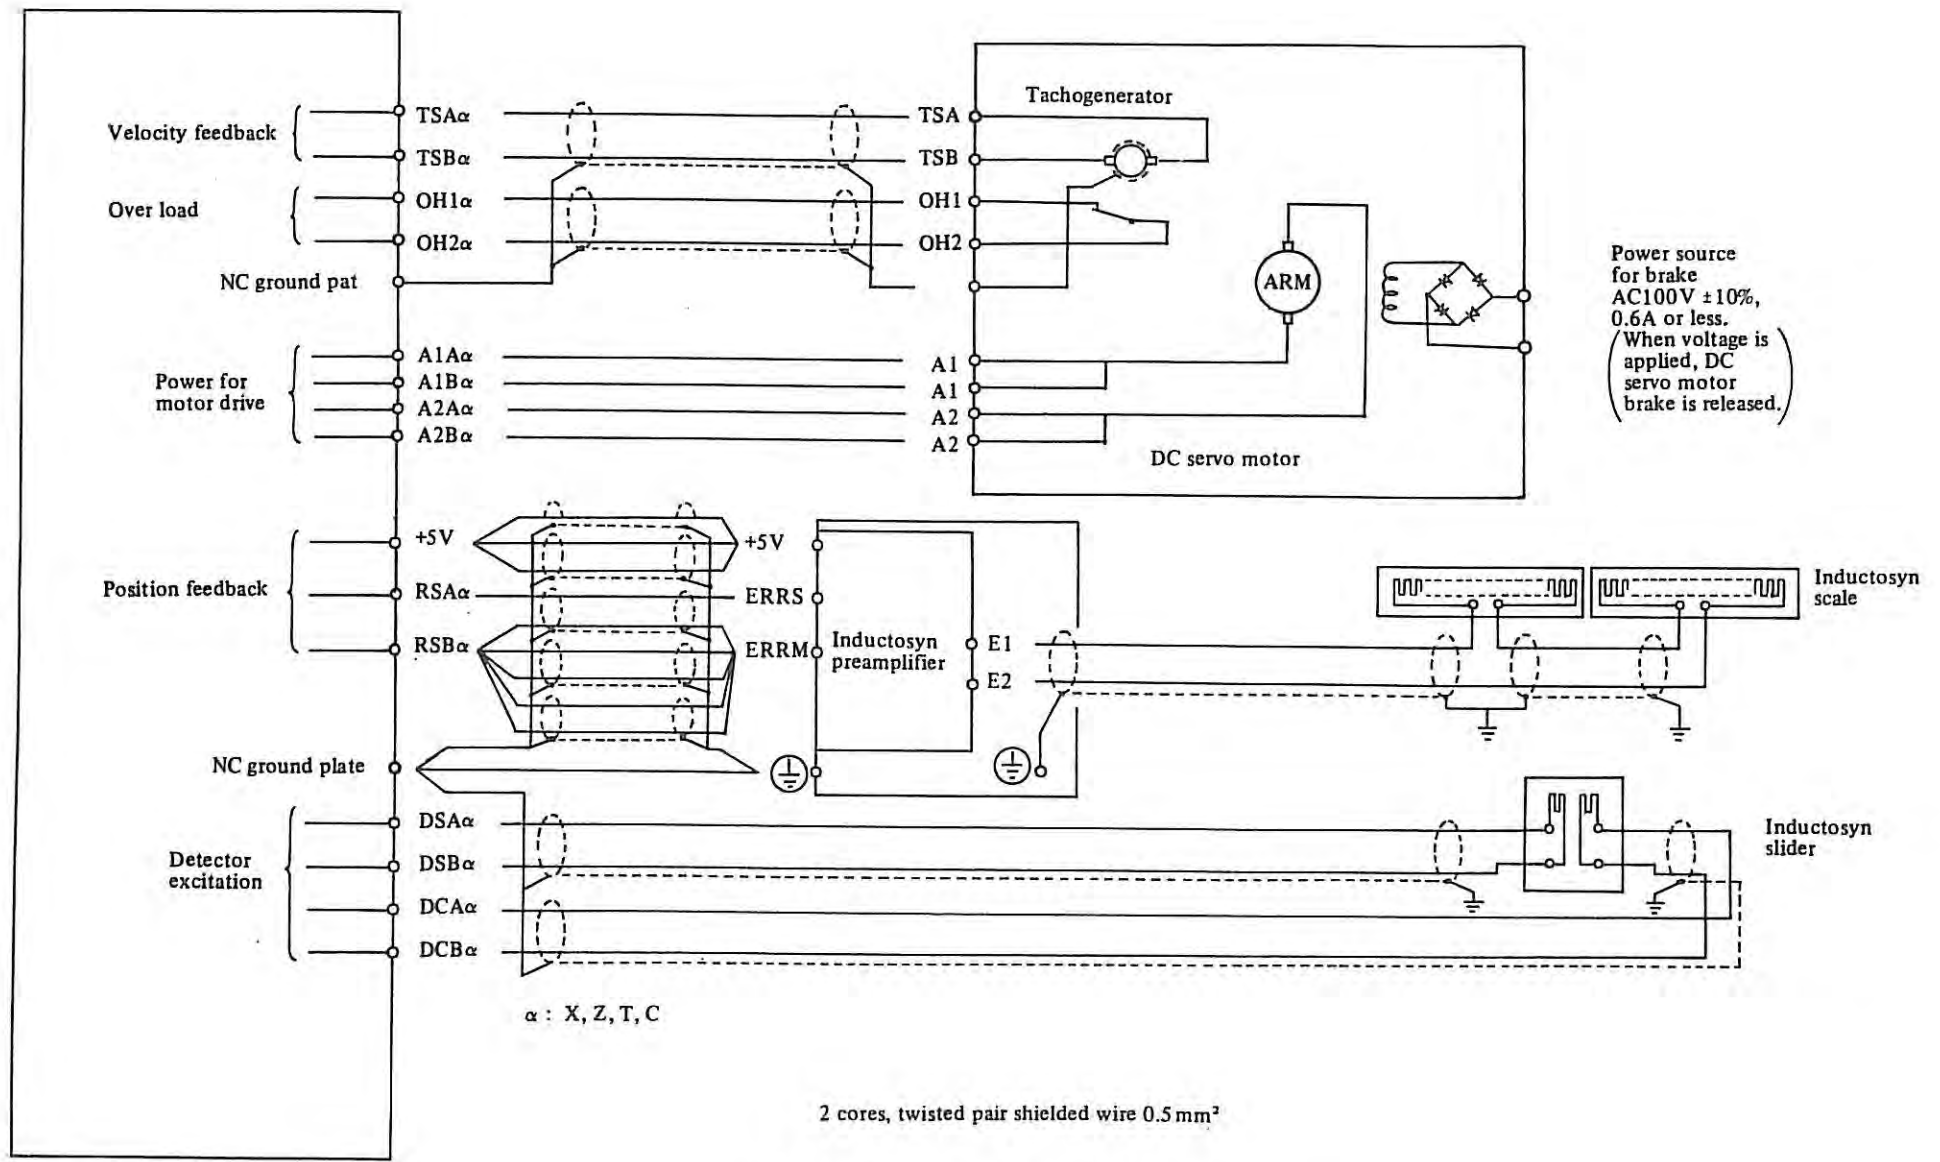 Velocity feedback
TSAα
TSBα
TSA
TSB
Tachogenerator
Over load
OH1α
OH2α
OH1
OH2
NC ground pat
ARM
Power source
for brake
AC100V ±10%,
0.6A or less.
When voltage is
applied, DC
servo motor
brake is released.
Power for
motor drive
A1Aα
A1Bα
A2Aα
A2Bα
A1
A1
A2
A2
DC servo motor
Position feedback
+5V
RSAα
RSBα
+5V
ERRS
ERRM
Inductosyn
preamplifier
E1
E2
Inductosyn
scale
NC ground plate
Detector
excitation
DSAα
DSBα
DCAα
DCBα
Inductosyn
slider
α : X, Z, T, C
2 cores, twisted pair shielded wire 0.5 mm²